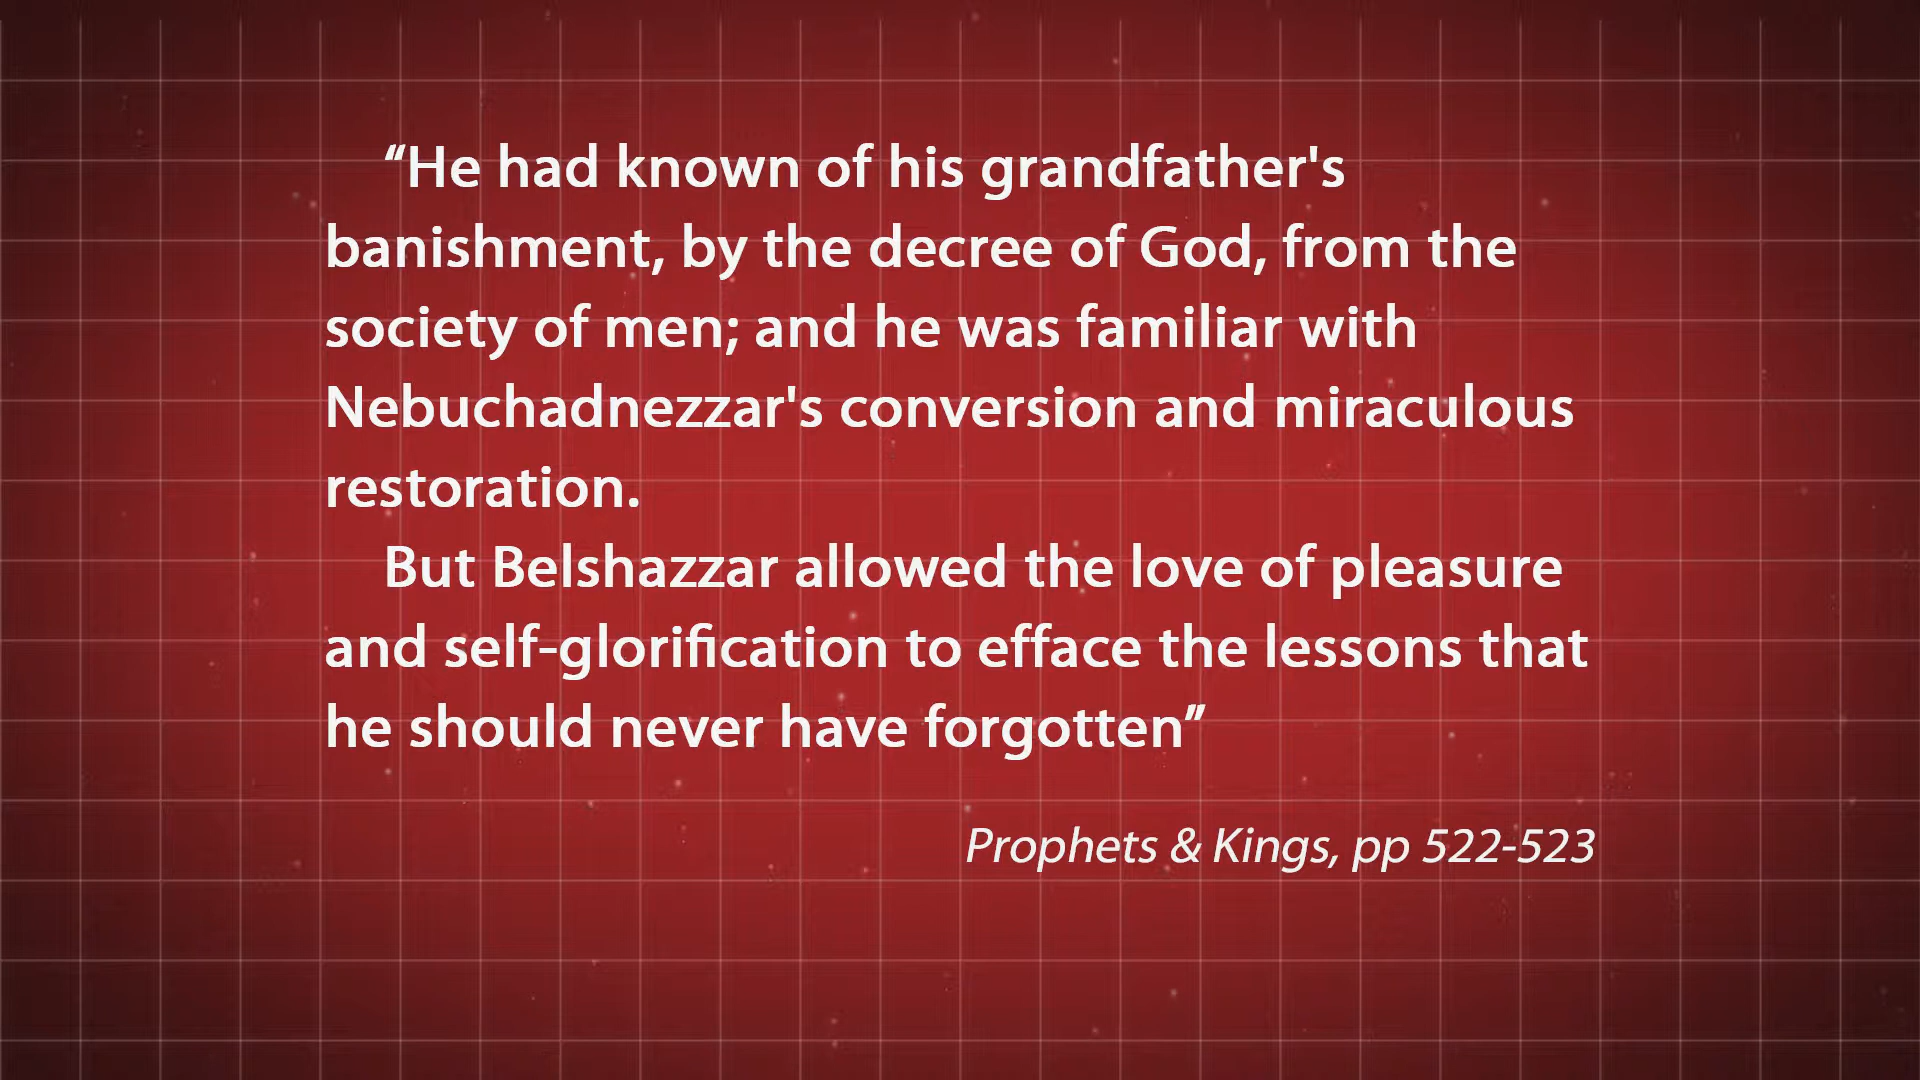 “He had known of his grandfather's
banishment, by the decree of God, from the
society of men; and he was familiar with
Nebuchadnezzar's conversion and miraculous
restoration.
But Belshazzar allowed the love of pleasure
and self-glorification to efface the lessons that
he should never have forgotten”
Prophets & Kings, pp 522-523